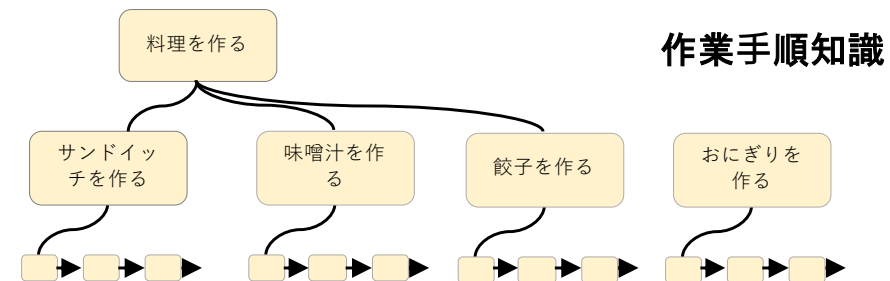 料理を作る
作業手順知識
サンドイッ
チを作る
味噌汁を作
る
餃子を作る
おにぎりを
作る